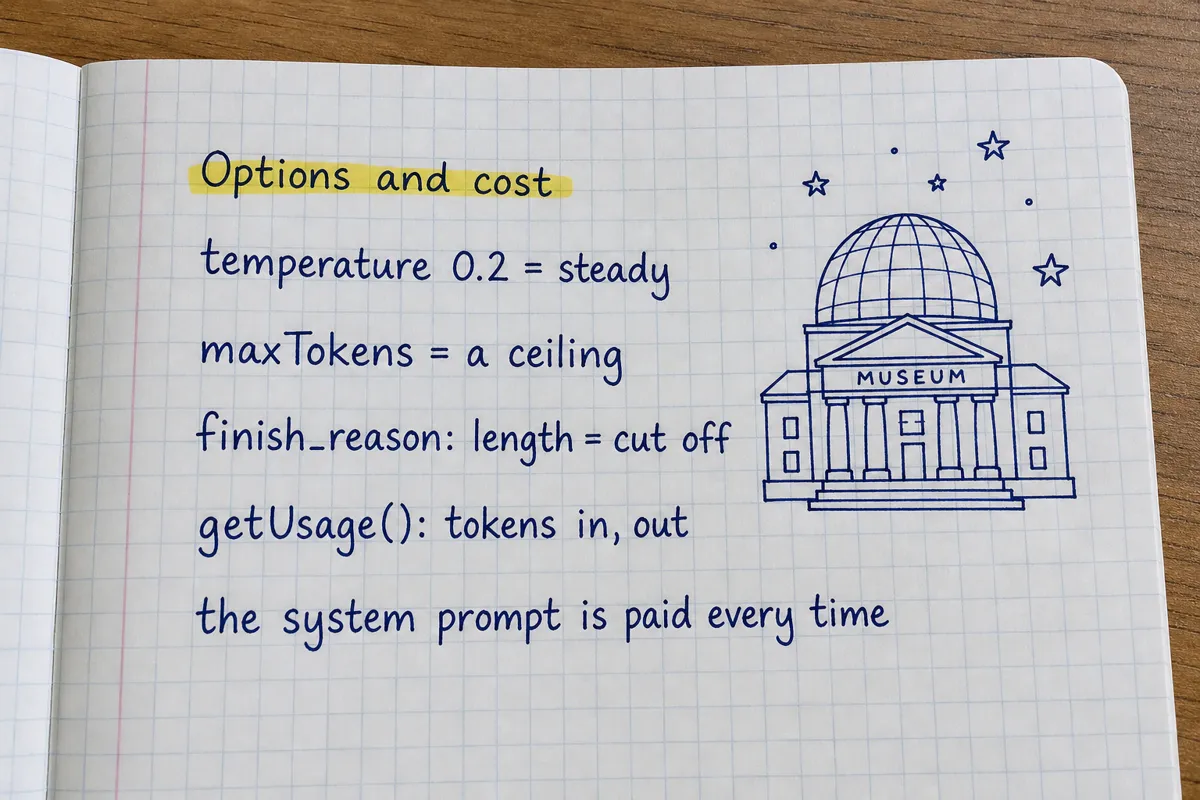 Options and cost
temperature 0.2 = steady
maxTokens = a ceiling
MUSEUM
finish_reason: length = cut off
getUsage(): tokens in, out
the system prompt is paid every time